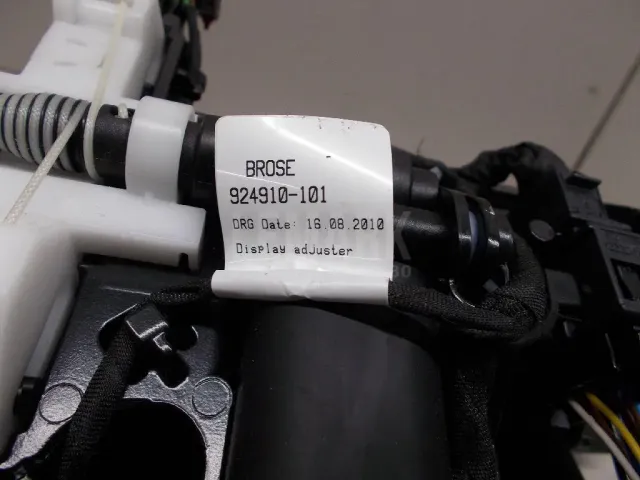 BROSE
924910-101
DRG Date: 16.08.2010
Display adjuster